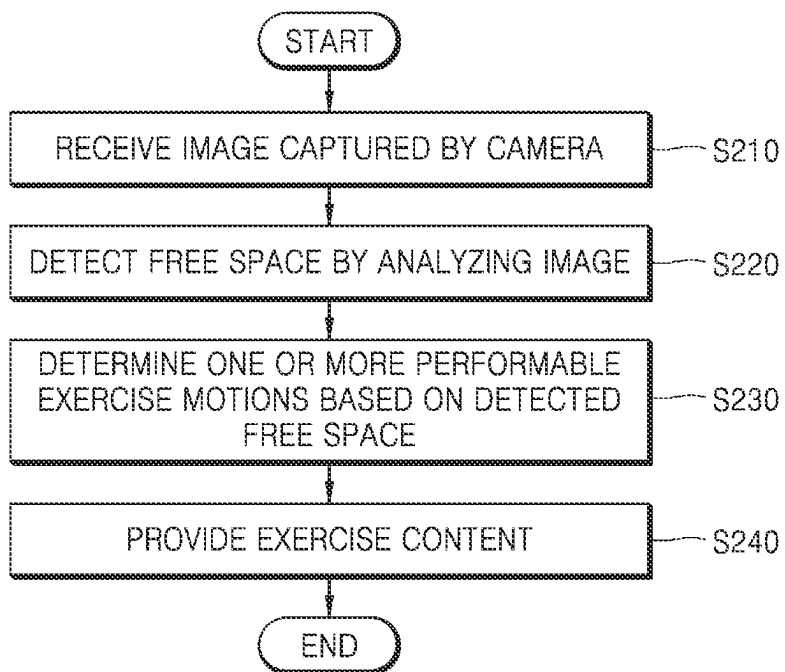 START
RECEIVE IMAGE CAPTURED BY CAMERA
S210
DETECT FREE SPACE BY ANALYZING IMAGE
S220
DETERMINE ONE OR MORE PERFORMABLE
EXERCISE MOTIONS BASED ON DETECTED
FREE SPACE
S230
PROVIDE EXERCISE CONTENT
S240
END